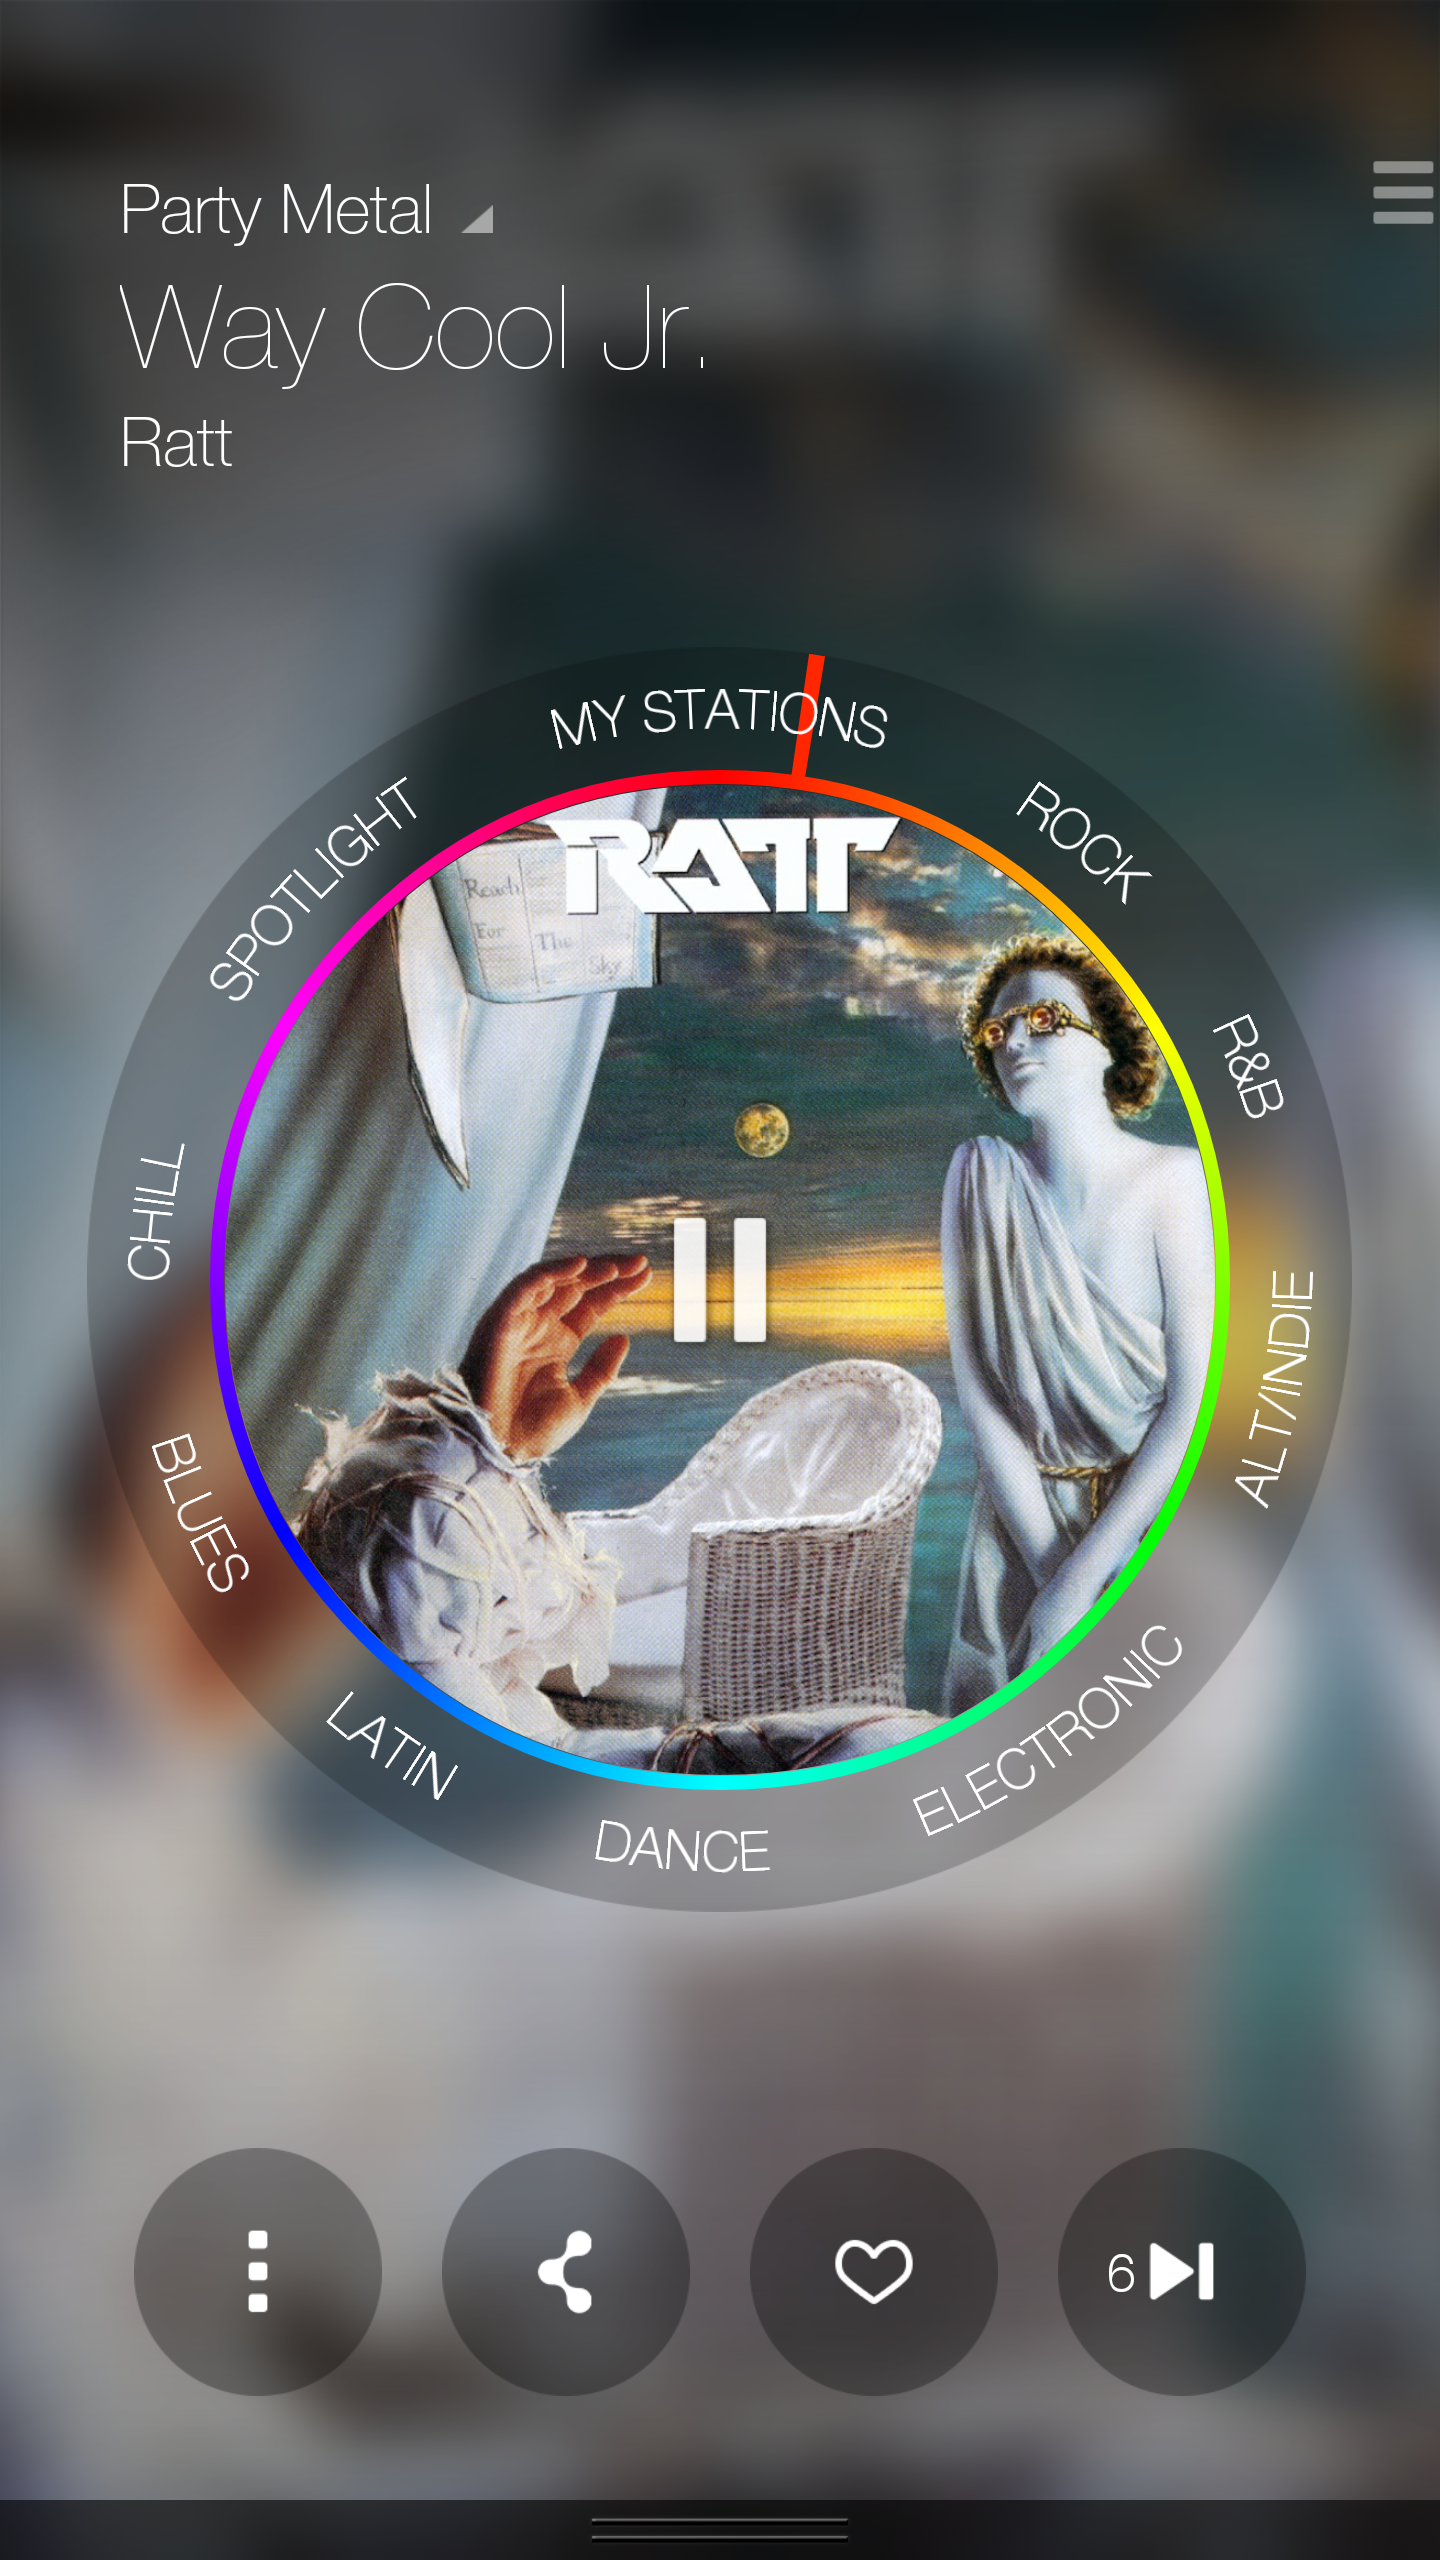 Party Metal
Way Cool Jr.
Ratt
MY STATIONS
ROCK
R&B
ALT/INDIE
ELECTRONIC
DANCE
LATIN
BLUES
CHILL
SPOTLIGHT
RATT
Reach
For
The
Sky
6